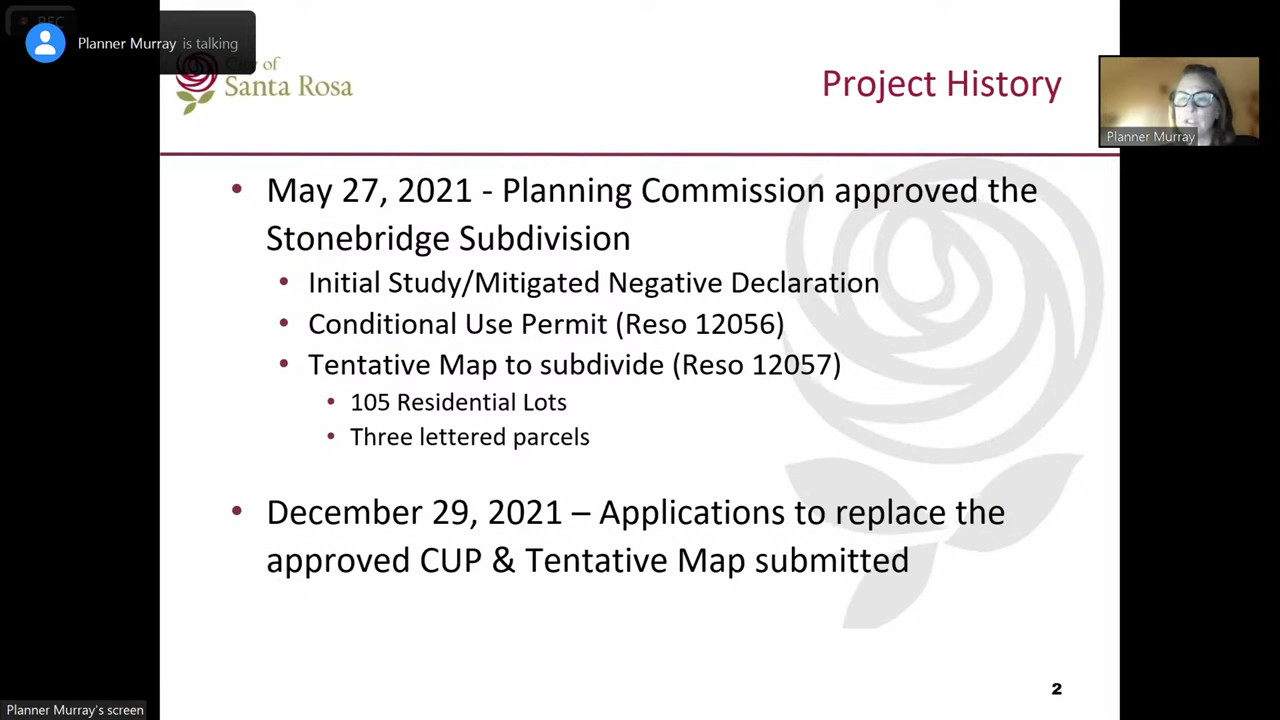 REC
Planner Murray is talking
City of
Santa Rosa
Project History
Planner Murray
• May 27, 2021 - Planning Commission approved the
Stonebridge Subdivision
• Initial Study/Mitigated Negative Declaration
• Conditional Use Permit (Reso 12056)
• Tentative Map to subdivide (Reso 12057)
• 105 Residential Lots
• Three lettered parcels
• December 29, 2021 – Applications to replace the
approved CUP & Tentative Map submitted
2
Planner Murray's screen